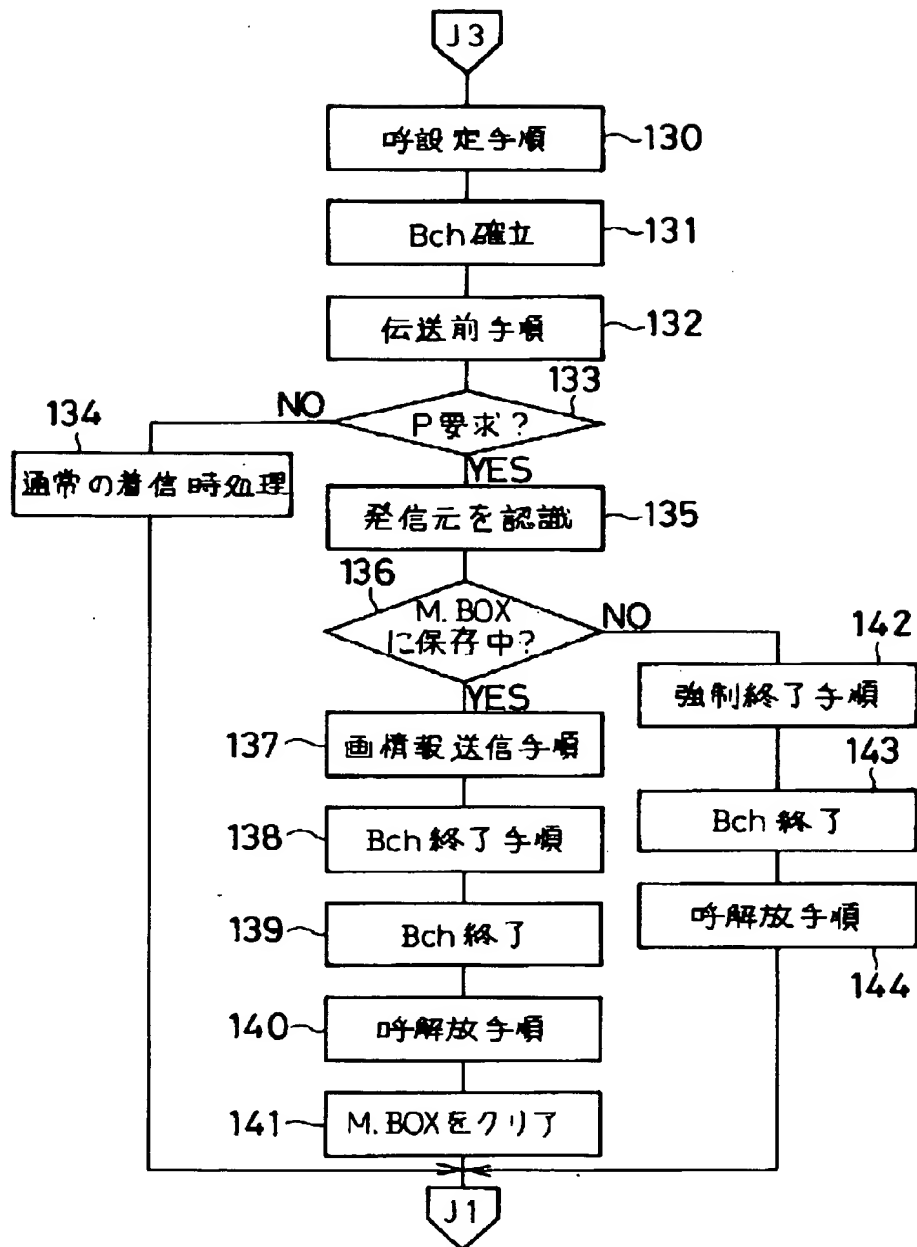 J3
呼設定手順
130
Bch確立
131
伝送前手順
132
133
P要求?
NO
YES
134
通常の着信時処理
発信元を認識
135
136
M.BOX
に保存中?
NO
YES
142
強制終了手順
137
画情報送信手順
143
Bch終了
138
Bch終了手順
呼解放手順
144
139
Bch終了
140
呼解放手順
141
M.BOXをクリア
J1